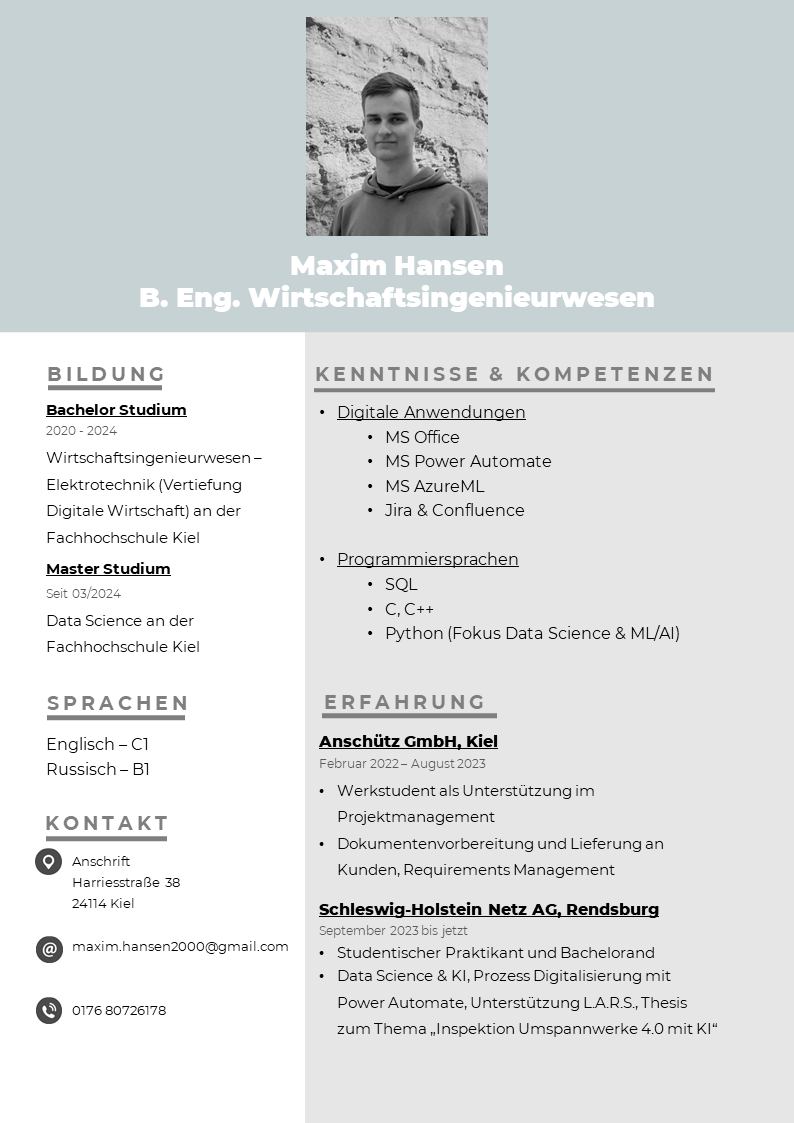 Maxim Hansen
B. Eng. Wirtschaftsingenieurwesen
BILDUNG
Bachelor Studium
2020 - 2024
Wirtschaftsingenieurwesen –
Elektrotechnik (Vertiefung
Digitale Wirtschaft) an der
Fachhochschule Kiel
Master Studium
Seit 03/2024
Data Science an der
Fachhochschule Kiel
SPRACHEN
Englisch – C1
Russisch – B1
KONTAKT
Anschrift
Harriesstraße 38
24114 Kiel
maxim.hansen2000@gmail.com
0176 80726178
KENNTNISSE & KOMPETENZEN
• Digitale Anwendungen
• MS Office
• MS Power Automate
• MS AzureML
• Jira & Confluence
• Programmiersprachen
• SQL
• C, C++
• Python (Fokus Data Science & ML/AI)
ERFAHRUNG
Anschütz GmbH, Kiel
Februar 2022 – August 2023
• Werkstudent als Unterstützung im
Projektmanagement
• Dokumentenvorbereitung und Lieferung an
Kunden, Requirements Management
Schleswig-Holstein Netz AG, Rendsburg
September 2023 bis jetzt
• Studentischer Praktikant und Bachelorand
• Data Science & KI, Prozess Digitalisierung mit
Power Automate, Unterstützung L.A.R.S., Thesis
zum Thema „Inspektion Umspannwerke 4.0 mit KI“